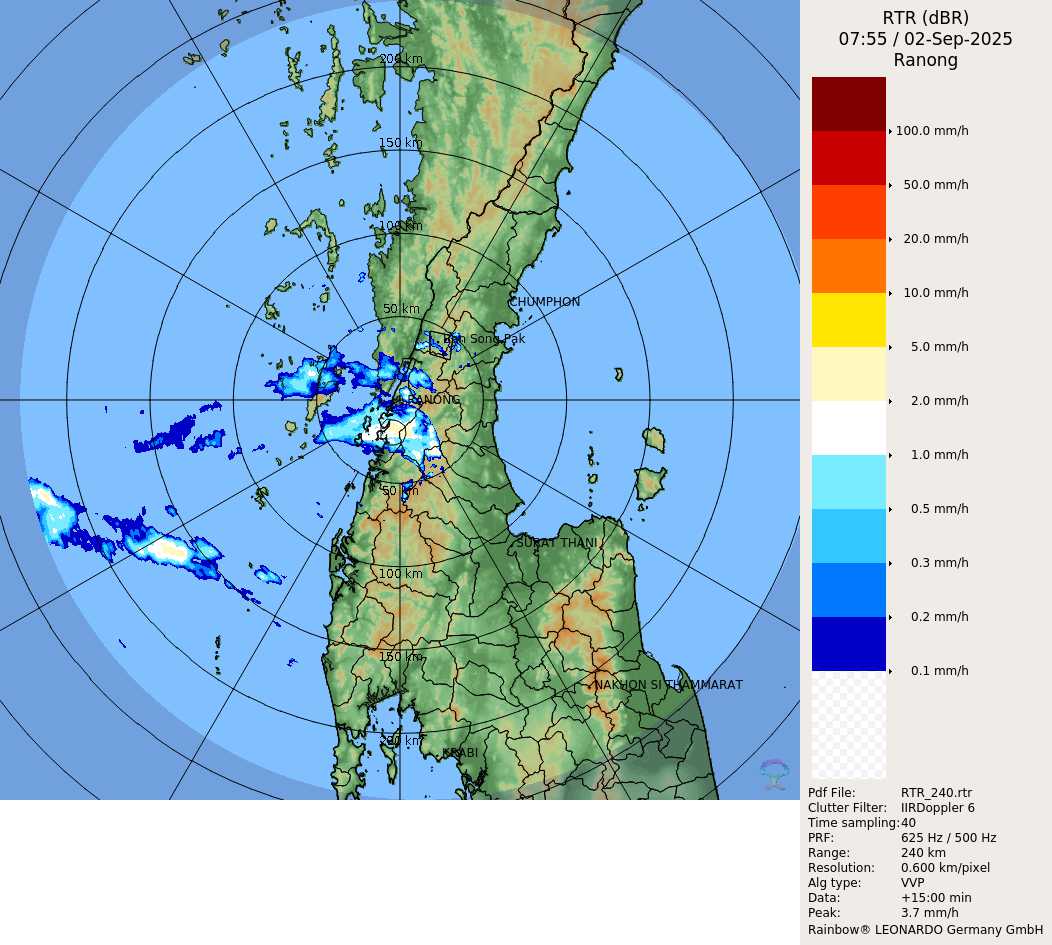 RTR (dBR)
07:55 / 02-Sep-2025
Ranong
200 km
150 km
100 km
50 km
CHUMPHON
Ban Song Pak
RANONG
50 km
SURAT THANI
100 km
150 km
NAKHON SI THAMMARAT
200 km
KRABI
100.0 mm/h
50.0 mm/h
20.0 mm/h
10.0 mm/h
5.0 mm/h
2.0 mm/h
1.0 mm/h
0.5 mm/h
0.3 mm/h
0.2 mm/h
0.1 mm/h
Pdf File: RTR_240.rtr
Clutter Filter: IIRDoppler 6
Time sampling:40
PRF: 625 Hz / 500 Hz
Range: 240 km
Resolution: 0.600 km/pixel
Alg type: VVP
Data: +15:00 min
Peak: 3.7 mm/h
Rainbow® LEONARDO Germany GmbH